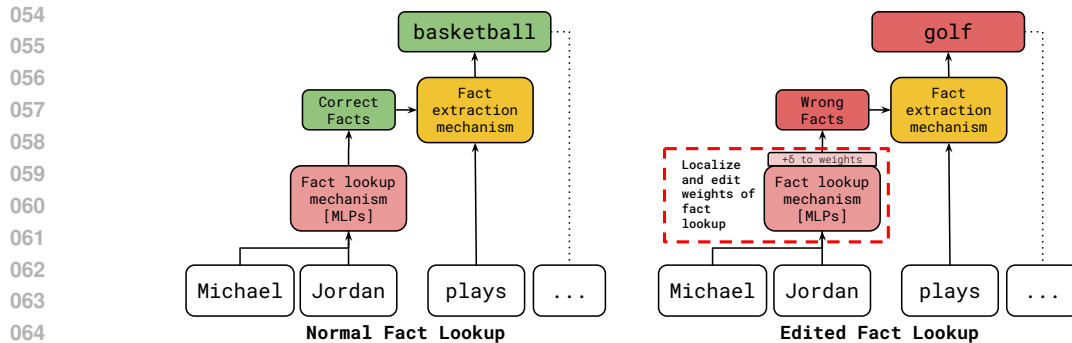 054
055
056
057
058
059
060
061
062
063
064
basketball
Correct
Facts
Fact
extraction
mechanism
Fact lookup
mechanism
[MLPs]
Michael
Jordan
plays
...
Normal Fact Lookup
golf
Wrong
Facts
Fact
extraction
mechanism
Localize
and edit
weights of
fact
lookup
+δ to weights
Fact lookup
mechanism
[MLPs]
Michael
Jordan
plays
...
Edited Fact Lookup